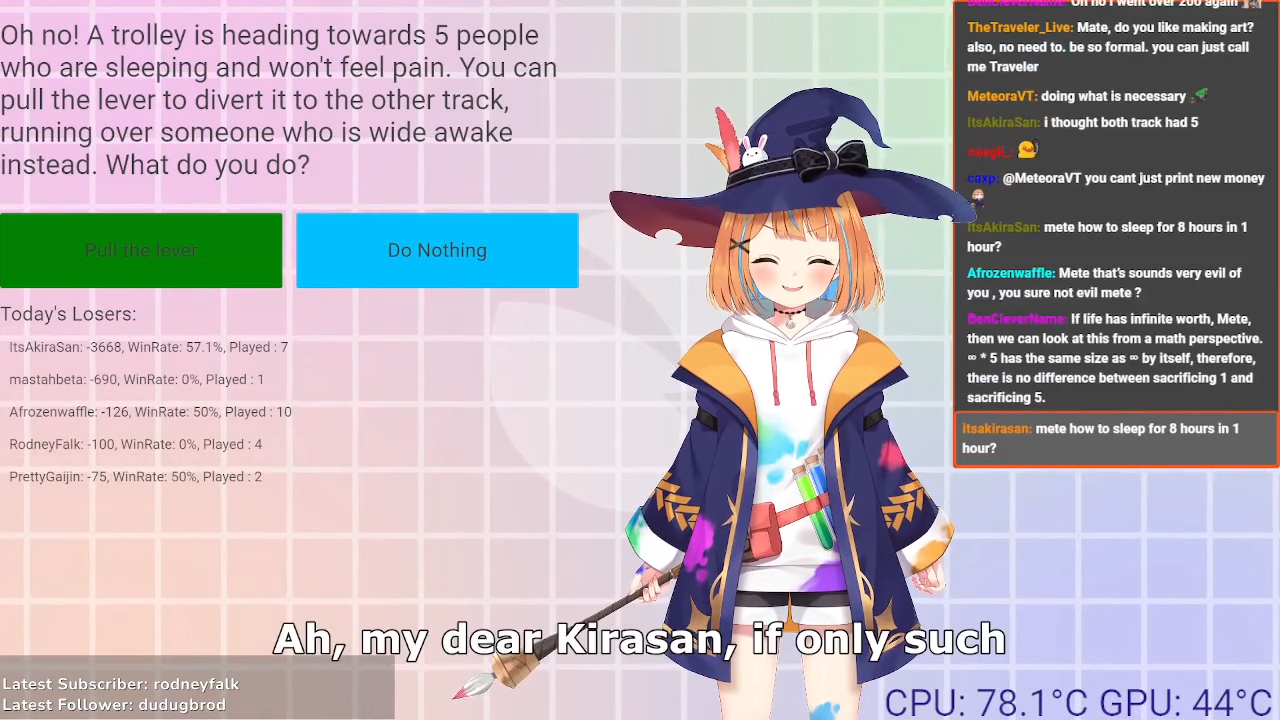 Oh no! A trolley is heading towards 5 people
who are sleeping and won't feel pain. You can
pull the lever to divert it to the other track,
running over someone who is wide awake
instead. What do you do?
Pull the lever
Do Nothing
Today's Losers:
ItsAkiraSan: -3668, WinRate: 57.1%, Played : 7
mastahbeta: -690, WinRate: 0%, Played : 1
Afrozenwaffle: -126, WinRate: 50%, Played : 10
RodneyFalk: -100, WinRate: 0%, Played : 4
PrettyGaijin: -75, WinRate: 50%, Played : 2
Ah, my dear Kirasan, if only such
Latest Subscriber: rodneyfalk
Latest Follower: dudugbrod
CPU: 78.1°C GPU: 44°C
BenCleverName: Oh no I went over 200 again
TheTraveler_Live: Mate, do you like making art?
also, no need to. be so formal. you can just call
me Traveler
MeteoraVT: doing what is necessary
ItsAkiraSan: i thought both track had 5
caxp: @MeteoraVT you cant just print new money
ItsAkiraSan: mete how to sleep for 8 hours in 1
hour?
Afrozenwaffle: Mete that's sounds very evil of
you , you sure not evil mete ?
BenCleverName: If life has infinite worth, Mete,
then we can look at this from a math perspective.
∞ * 5 has the same size as ∞ by itself, therefore,
there is no difference between sacrificing 1 and
sacrificing 5.
itsakirasan: mete how to sleep for 8 hours in 1
hour?